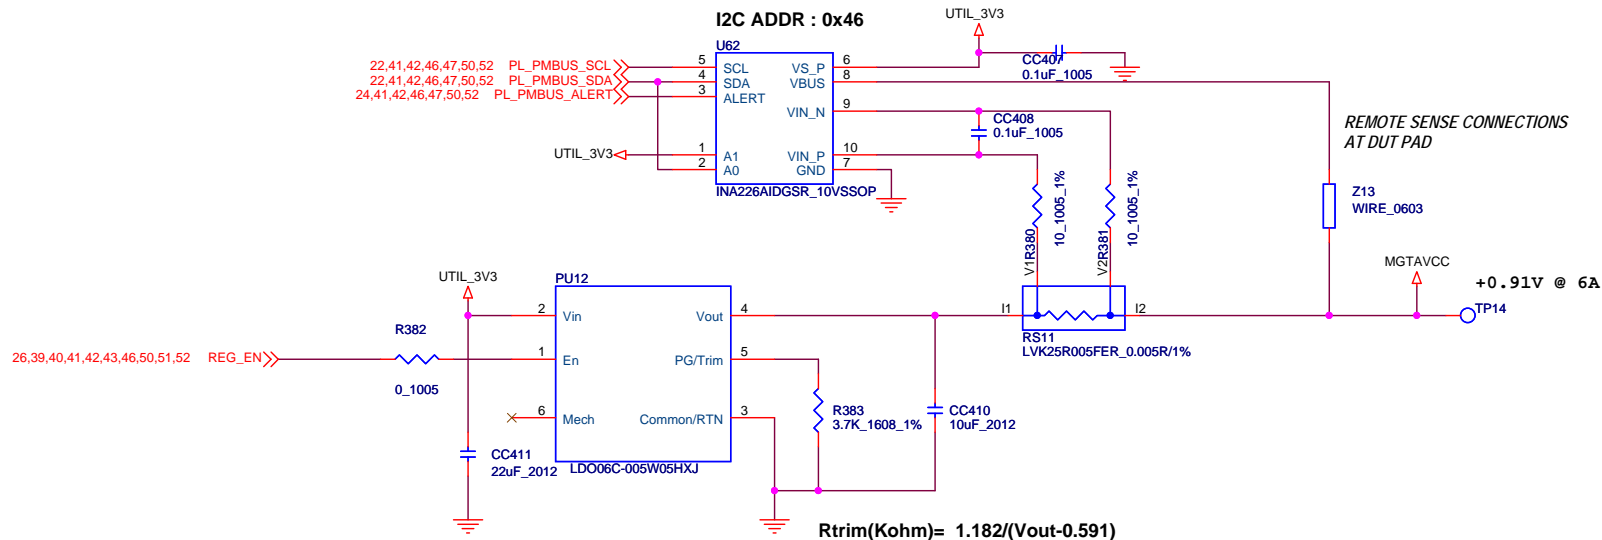 I2C ADDR : 0x46
UTIL_3V3
U62
22,41,42,46,47,50,52 PL_PMBUS_SCL 5 SCL VS_P 6
CC407
0.1uF_1005
22,41,42,46,47,50,52 PL_PMBUS_SDA 4 SDA VBUS 8
24,41,42,46,47,50,52 PL_PMBUS_ALERT 3 ALERT
VIN_N 9
CC408
0.1uF_1005
REMOTE SENSE CONNECTIONS
AT DUT PAD
UTIL_3V3 1 A1 VIN_P 10
2 A0 GND 7
INA226AIDGSR_10VSSOP
R380
10_1005_1%
R381
10_1005_1%
Z13
WIRE_0603
V1
V2
MGTAVCC
+0.91V @ 6A
TP14
UTIL_3V3
PU12
2 Vin Vout 4
I1
I2
RS11
LVK25R005FER_0.005R/1%
R382
26,39,40,41,42,43,46,50,51,52 REG_EN 1 En PG/Trim 5
0_1005
6 Mech Common/RTN 3
R383
3.7K_1608_1%
CC410
10uF_2012
CC411
22uF_2012
LDO06C-005W05HXJ
Rtrim(Kohm)= 1.182/(Vout-0.591)